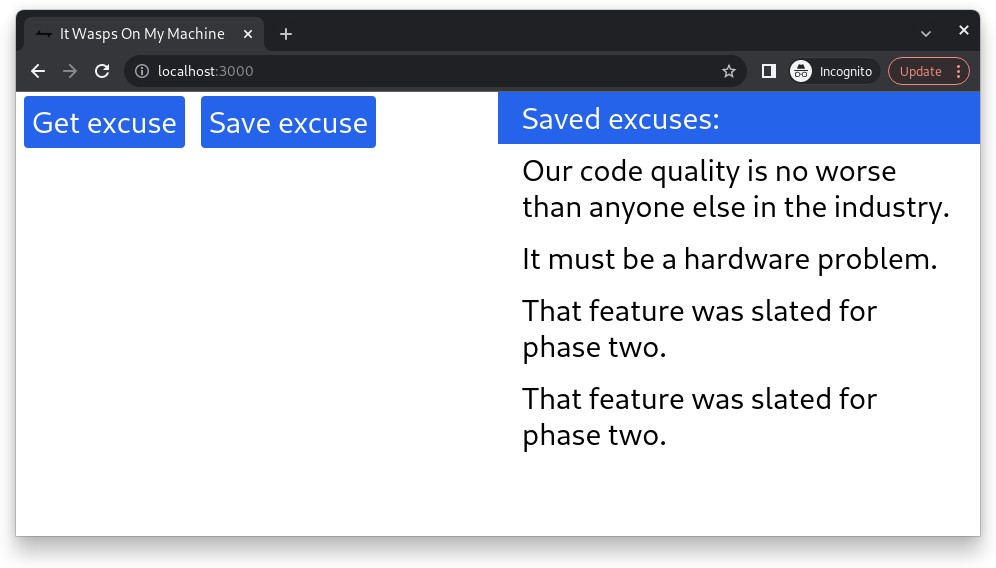 It Wasps On My Machine
localhost:3000
Incognito
Update
Get excuse
Save excuse
Saved excuses:
Our code quality is no worse
than anyone else in the industry.
It must be a hardware problem.
That feature was slated for
phase two.
That feature was slated for
phase two.